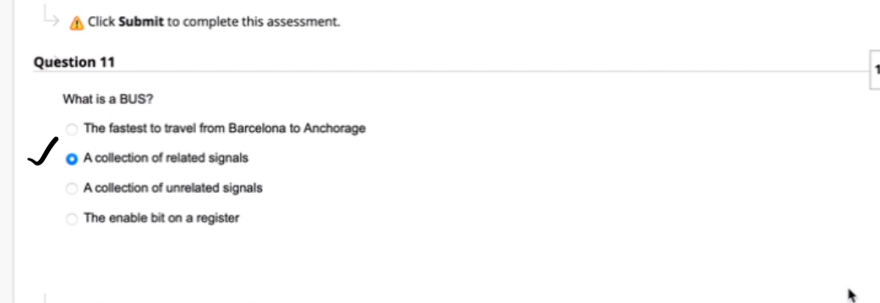 Click Submit to complete this assessment.
Question 11
What is a BUS?
The fastest to travel from Barcelona to Anchorage
A collection of related signals
A collection of unrelated signals
The enable bit on a register